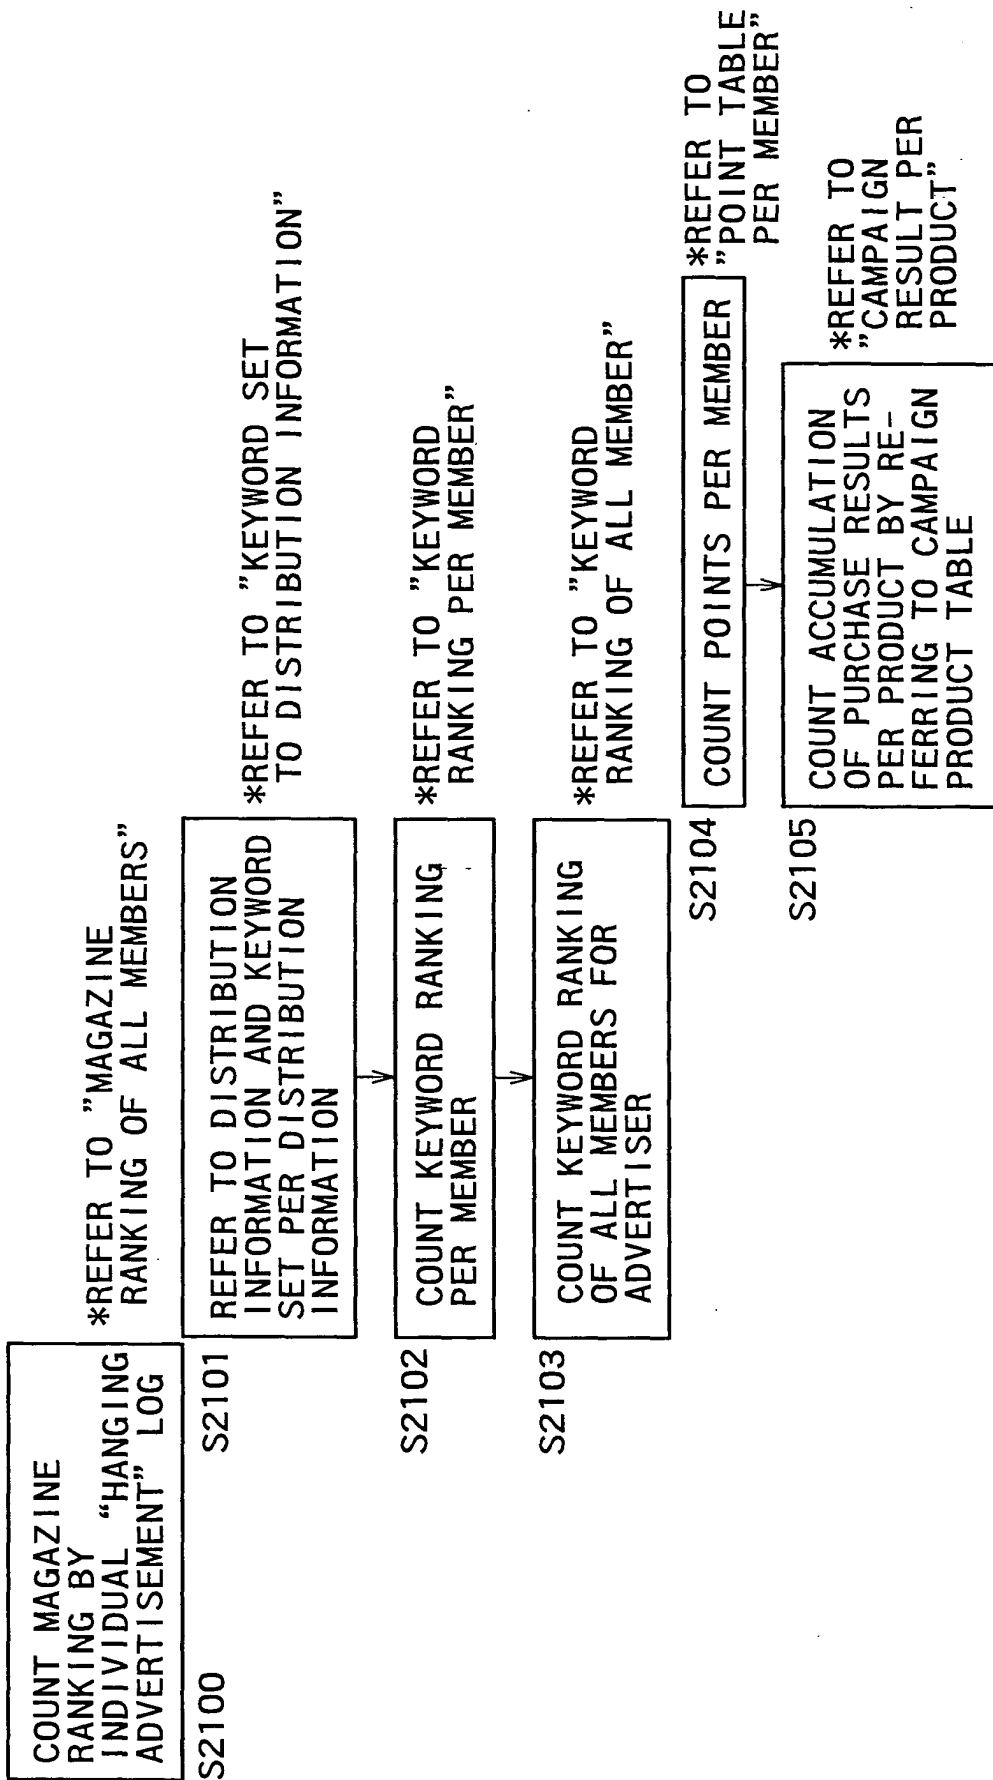 COUNT MAGAZINE
RANKING BY
INDIVIDUAL “HANGING
ADVERTISEMENT” LOG
S2100
*REFER TO ”MAGAZINE
RANKING OF ALL MEMBERS”
REFER TO DISTRIBUTION
INFORMATION AND KEYWORD
SET PER DISTRIBUTION
INFORMATION
S2101
*REFER TO ”KEYWORD SET
TO DISTRIBUTION INFORMATION”
COUNT KEYWORD RANKING
PER MEMBER
S2102
*REFER TO ”KEYWORD
RANKING PER MEMBER”
COUNT KEYWORD RANKING
OF ALL MEMBERS FOR
ADVERTISER
S2103
*REFER TO ”KEYWORD
RANKING OF ALL MEMBER”
COUNT POINTS PER MEMBER
S2104
*REFER TO
”POINT TABLE
PER MEMBER”
COUNT ACCUMULATION
OF PURCHASE RESULTS
PER PRODUCT BY RE-
FERRING TO CAMPAIGN
PRODUCT TABLE
S2105
*REFER TO
”CAMPAIGN
RESULT PER
PRODUCT”